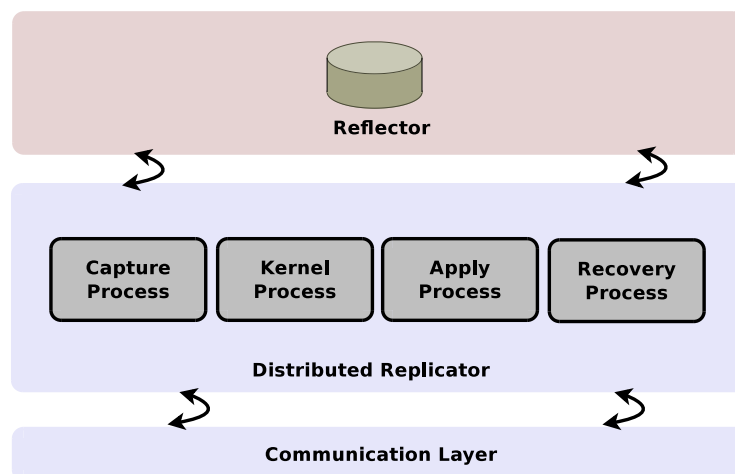 Reflector
Capture
Process
Kernel
Process
Apply
Process
Recovery
Process
Distributed Replicator
Communication Layer